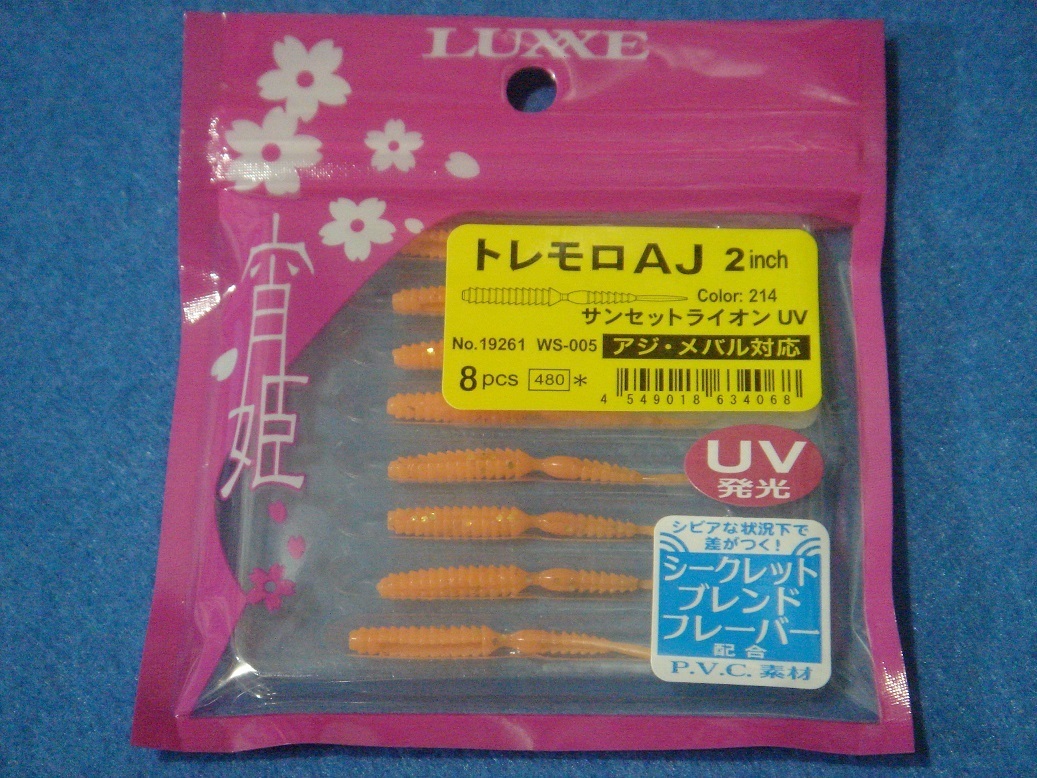 LUXXE
宵姫
トレモロAJ 2inch
Color: 214
サンセットライオン UV
No.19261 WS-005 アジ・メバル対応
8pcs 480＊
4 549018 634068
UV
発光
シビアな状況下で
差がつく!
シークレット
ブレンド
フレーバー
配合
P.V.C. 素材